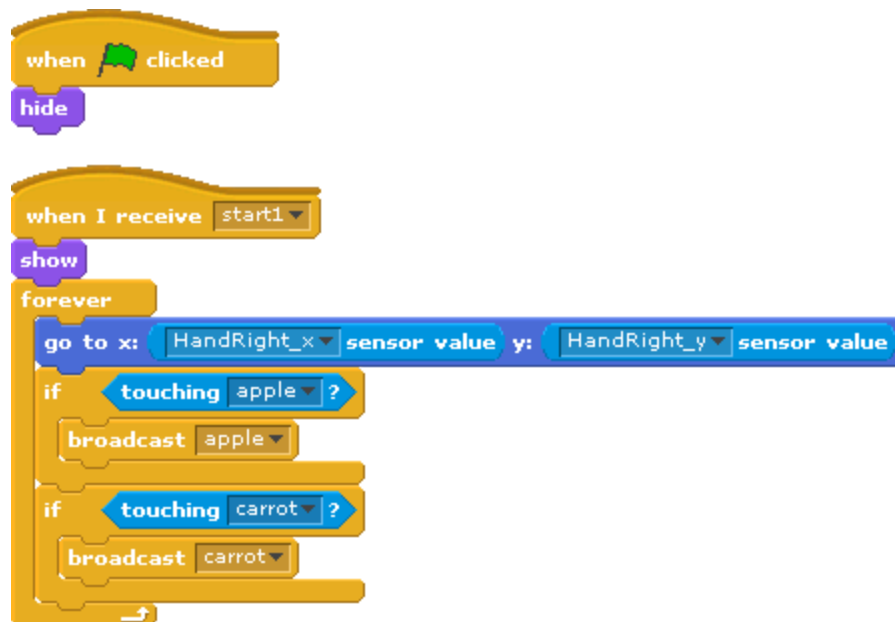 when clicked
hide
when I receive start1
show
forever
go to x: HandRight_x sensor value y: HandRight_y sensor value
if touching apple ?
broadcast apple
if touching carrot ?
broadcast carrot